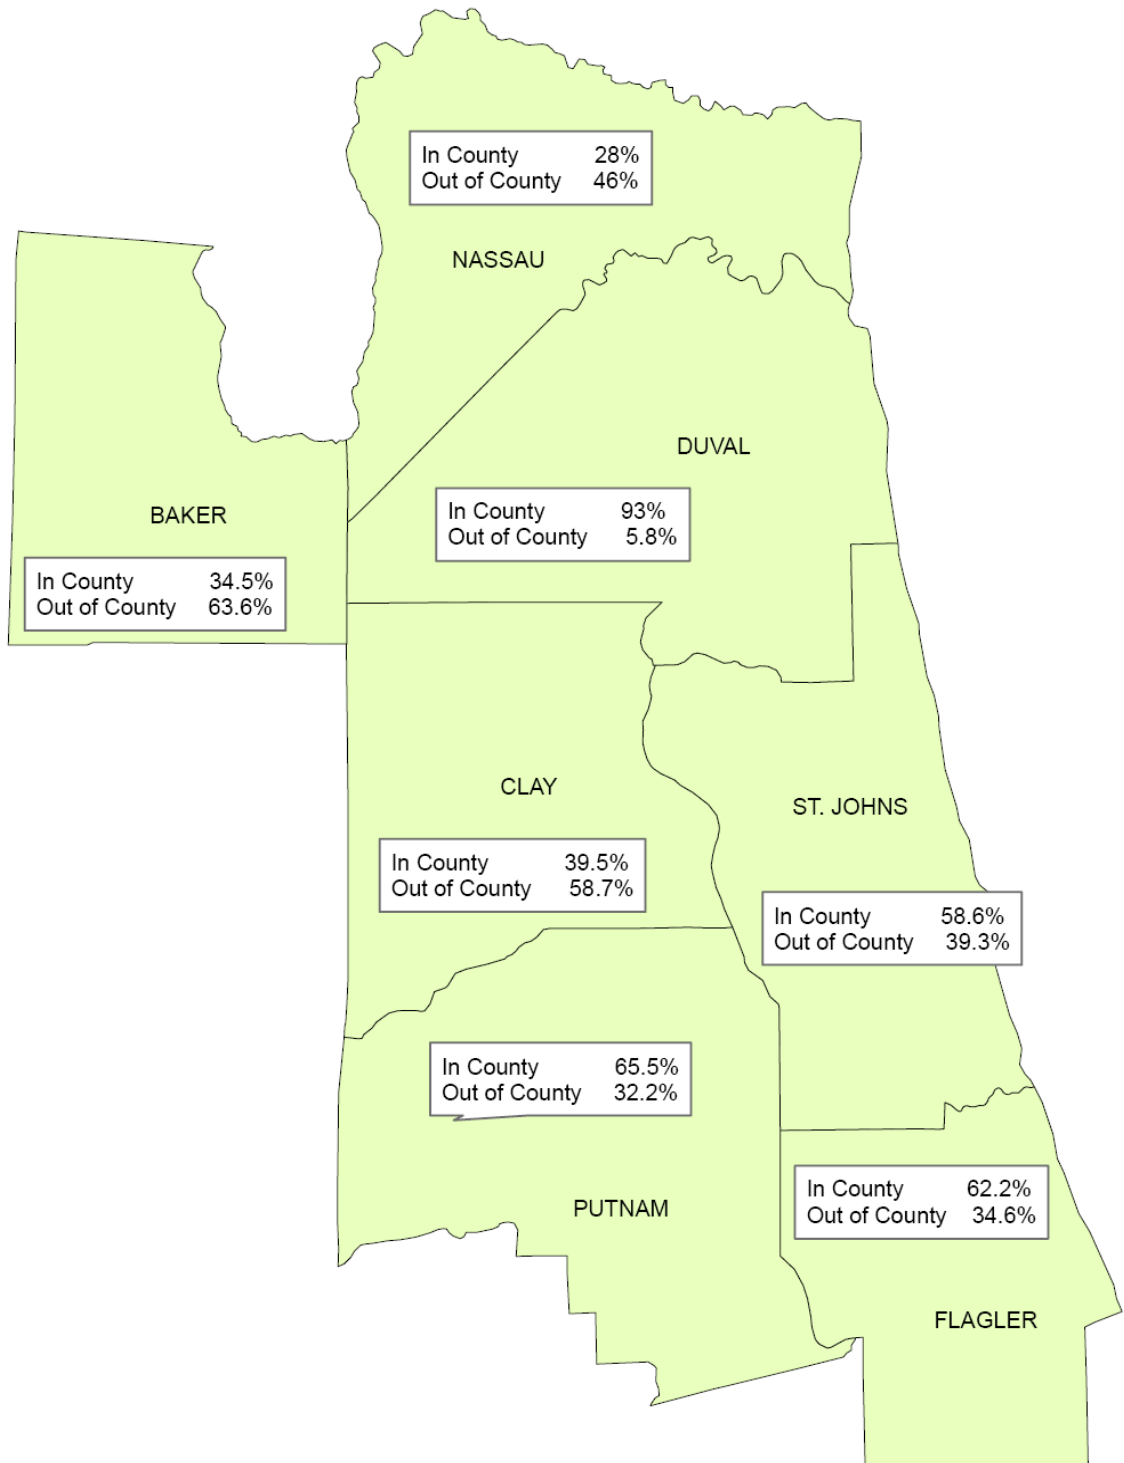 In County 28%
Out of County 46%
NASSAU
DUVAL
In County 93%
Out of County 5.8%
BAKER
In County 34.5%
Out of County 63.6%
CLAY
In County 39.5%
Out of County 58.7%
ST. JOHNS
In County 58.6%
Out of County 39.3%
In County 65.5%
Out of County 32.2%
PUTNAM
In County 62.2%
Out of County 34.6%
FLAGLER